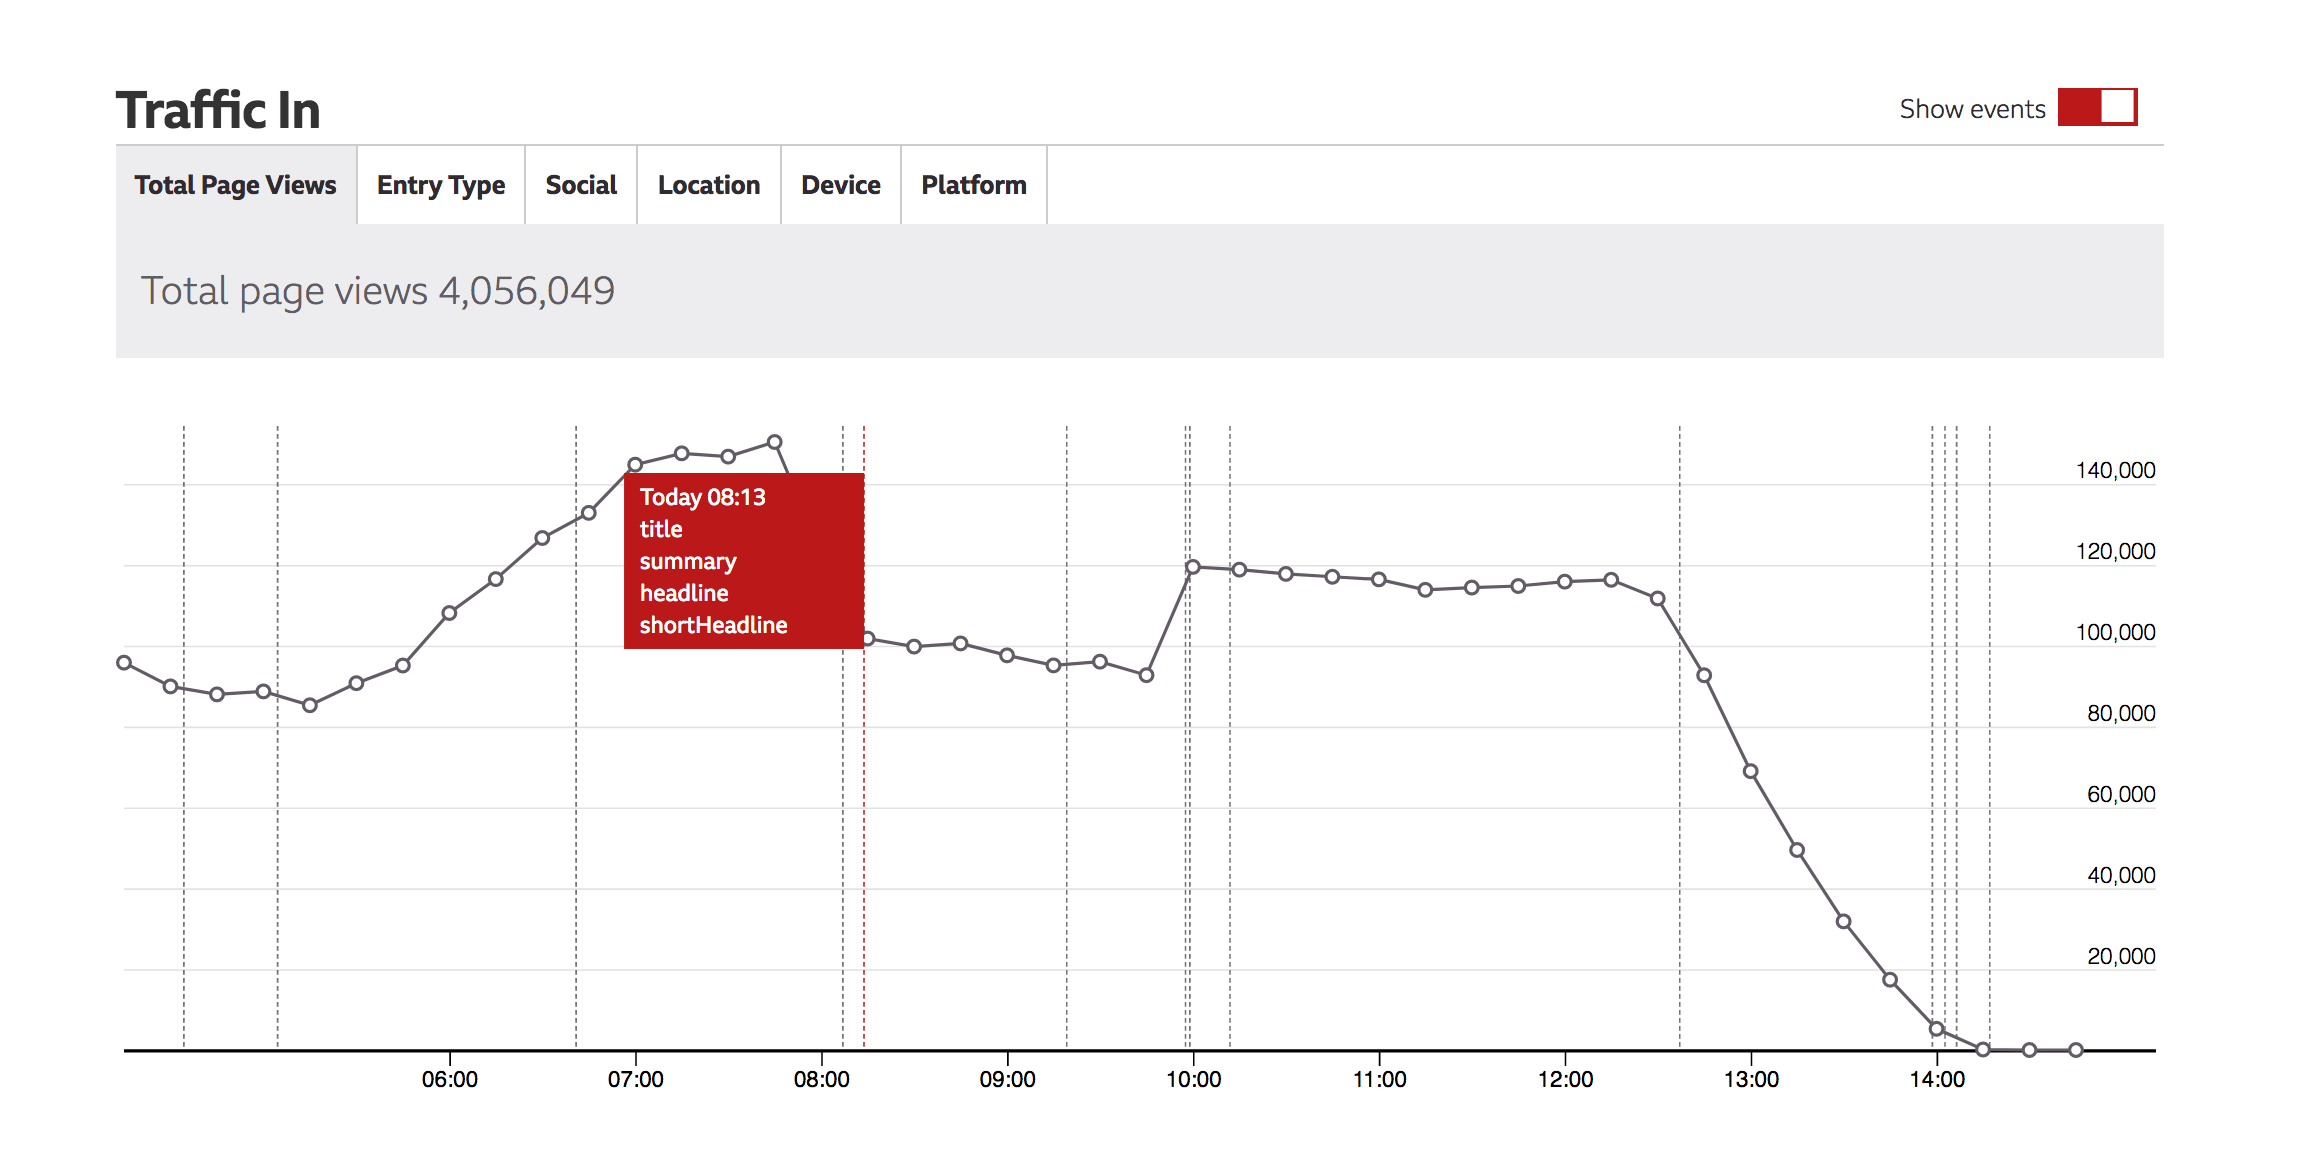 Traffic In
Show events
Total Page Views Entry Type Social Location Device Platform
Total page views 4,056,049
140,000
Today 08:13
title
120,000
summary
headline
shortHeadline
100,000
80,000
60,000
40,000
20,000
06:00 07:00 08:00 09:00 10:00 11:00 12:00 13:00 14:00